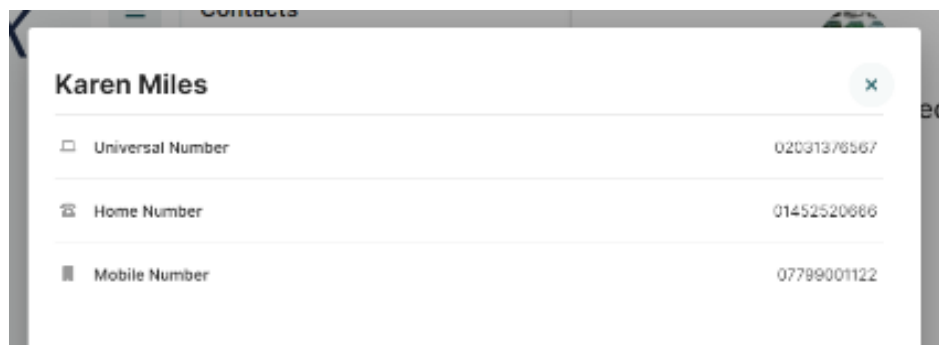 Contacts
Karen Miles
Universal Number 02031376567
Home Number 01452520666
Mobile Number 07799001122